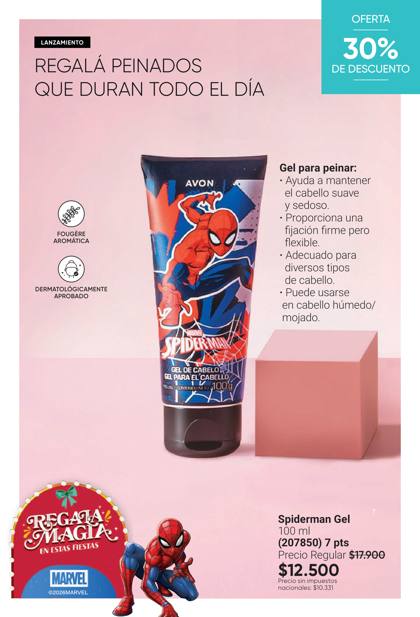 OFERTA
30%
DE DESCUENTO
LANZAMIENTO
REGALÁ PEINADOS
QUE DURAN TODO EL DÍA
Gel para peinar:
• Ayuda a mantener
el cabello suave
y sedoso.
• Proporciona una
fijación firme pero
flexible.
• Adecuado para
diversos tipos
de cabello.
• Puede usarse
en cabello húmedo/
mojado.
FOUGÈRE
AROMÁTICA
DERMATOLÓGICAMENTE
APROBADO
AVON
MARVEL
SPIDER-MAN
GEL DE CABELO
GEL PARA EL CABELLO
100g
REGALA
MAGIA
EN ESTAS FIESTAS
MARVEL
©2026MARVEL
Spiderman Gel
100 ml
(207850) 7 pts
Precio Regular $17.900
$12.500
Precio sin impuestos
nacionales: $10.331